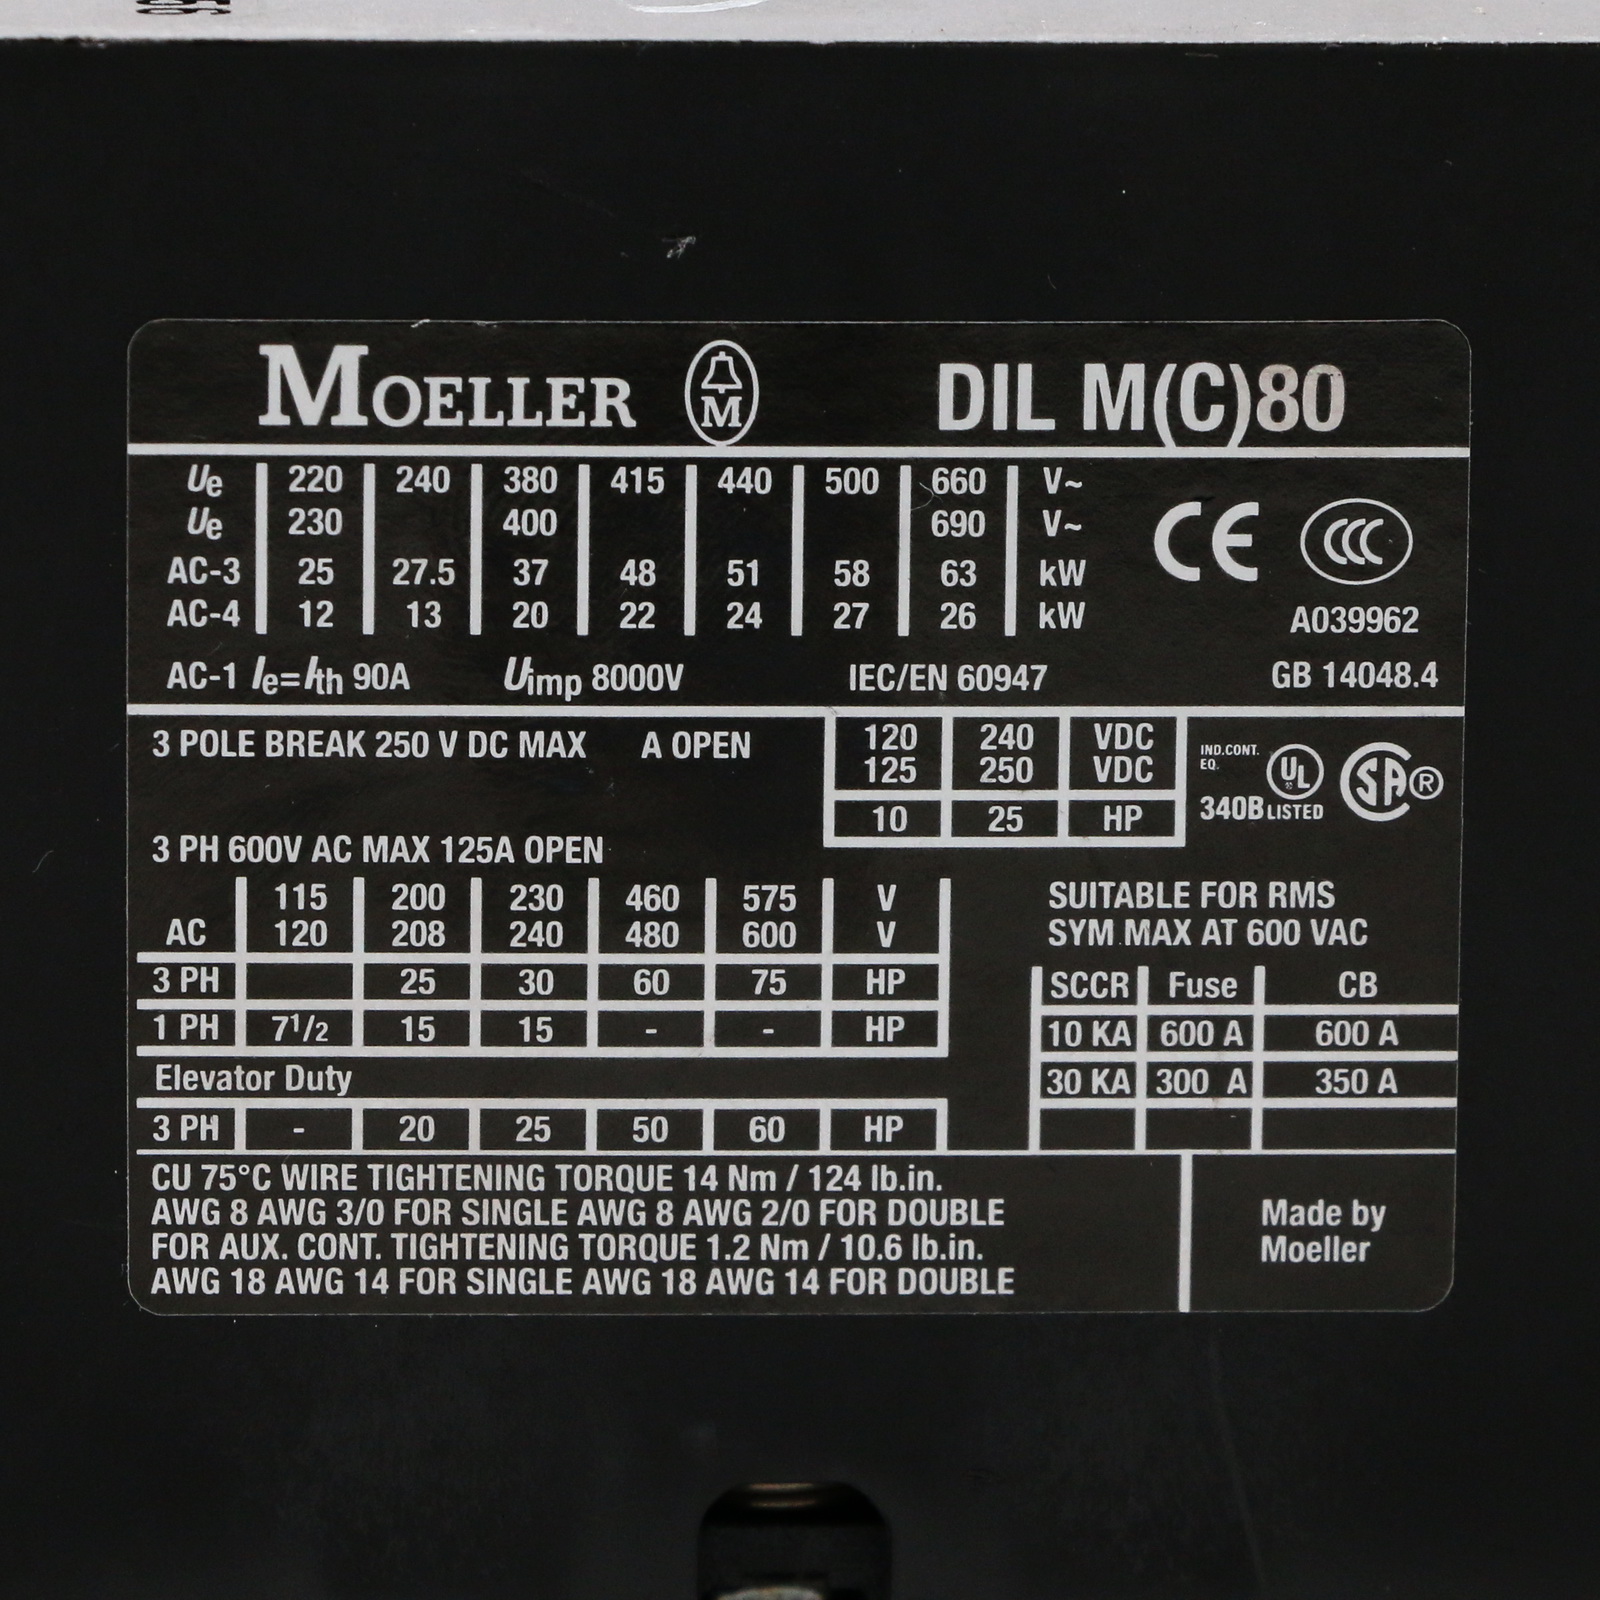 MOELLER M DIL M(C)80
Ue 220 240 380 415 440 500 660 V~
Ue 230 400 690 V~
AC-3 25 27.5 37 48 51 58 63 kW
AC-4 12 13 20 22 24 27 26 kW
CE CCC
A039962
AC-1 Ie=Ith 90A Uimp 8000V IEC/EN 60947 GB 14048.4
3 POLE BREAK 250 V DC MAX A OPEN
120 240 VDC
125 250 VDC
10 25 HP
IND.CONT.
EQ.
UL SA®
340B LISTED
3 PH 600V AC MAX 125A OPEN
115 200 230 460 575 V
AC 120 208 240 480 600 V
3 PH 25 30 60 75 HP
1 PH 7 1/2 15 15 - - HP
Elevator Duty
3 PH - 20 25 50 60 HP
SUITABLE FOR RMS
SYM MAX AT 600 VAC
SCCR Fuse CB
10 KA 600 A 600 A
30 KA 300 A 350 A
CU 75°C WIRE TIGHTENING TORQUE 14 Nm / 124 lb.in.
AWG 8 AWG 3/0 FOR SINGLE AWG 8 AWG 2/0 FOR DOUBLE
FOR AUX. CONT. TIGHTENING TORQUE 1.2 Nm / 10.6 lb.in.
AWG 18 AWG 14 FOR SINGLE AWG 18 AWG 14 FOR DOUBLE
Made by
Moeller